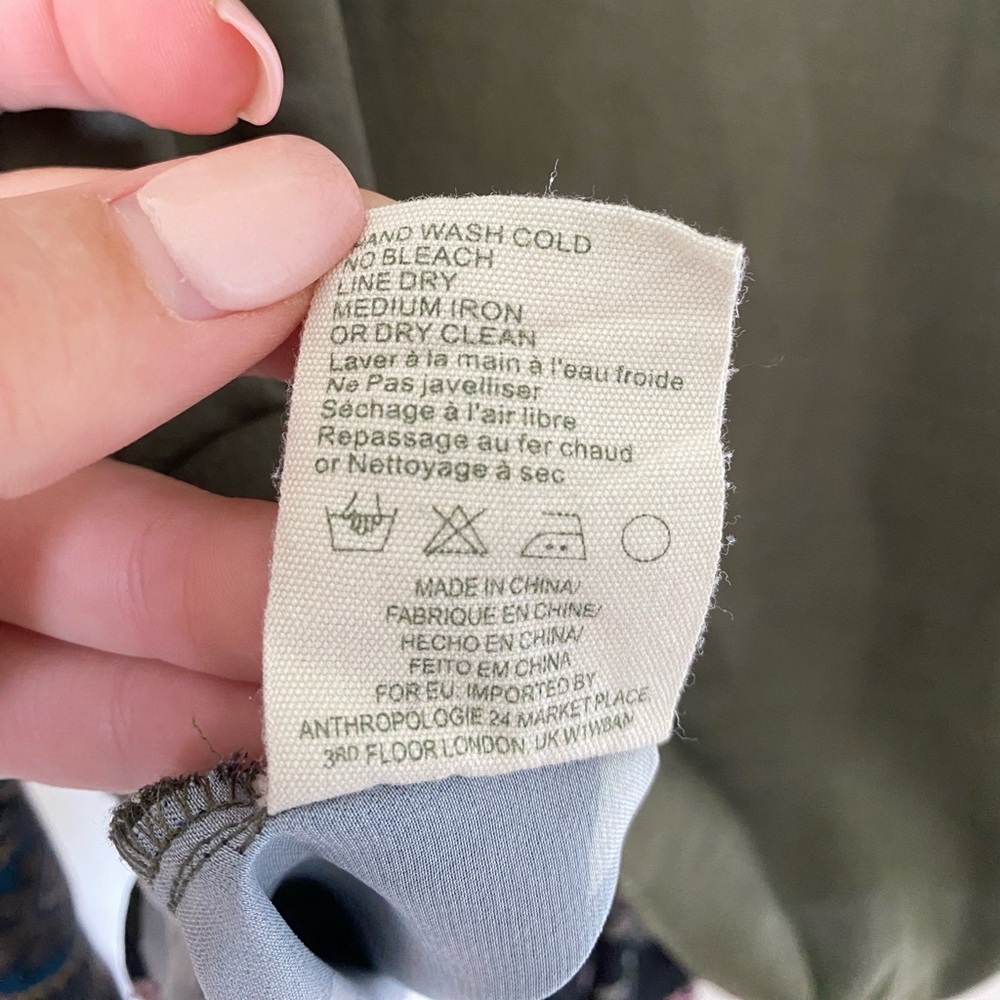 HAND WASH COLD
NO BLEACH
LINE DRY
MEDIUM IRON
OR DRY CLEAN
Laver à la main à l'eau froide
Ne Pas javelliser
Séchage à l'air libre
Repassage au fer chaud
or Nettoyage à sec
MADE IN CHINA/
FABRIQUE EN CHINE/
HECHO EN CHINA/
FEITO EM CHINA
FOR EU: IMPORTED BY
ANTHROPOLOGIE 24 MARKET PLACE
3RD FLOOR LONDON, UK W1W8AN